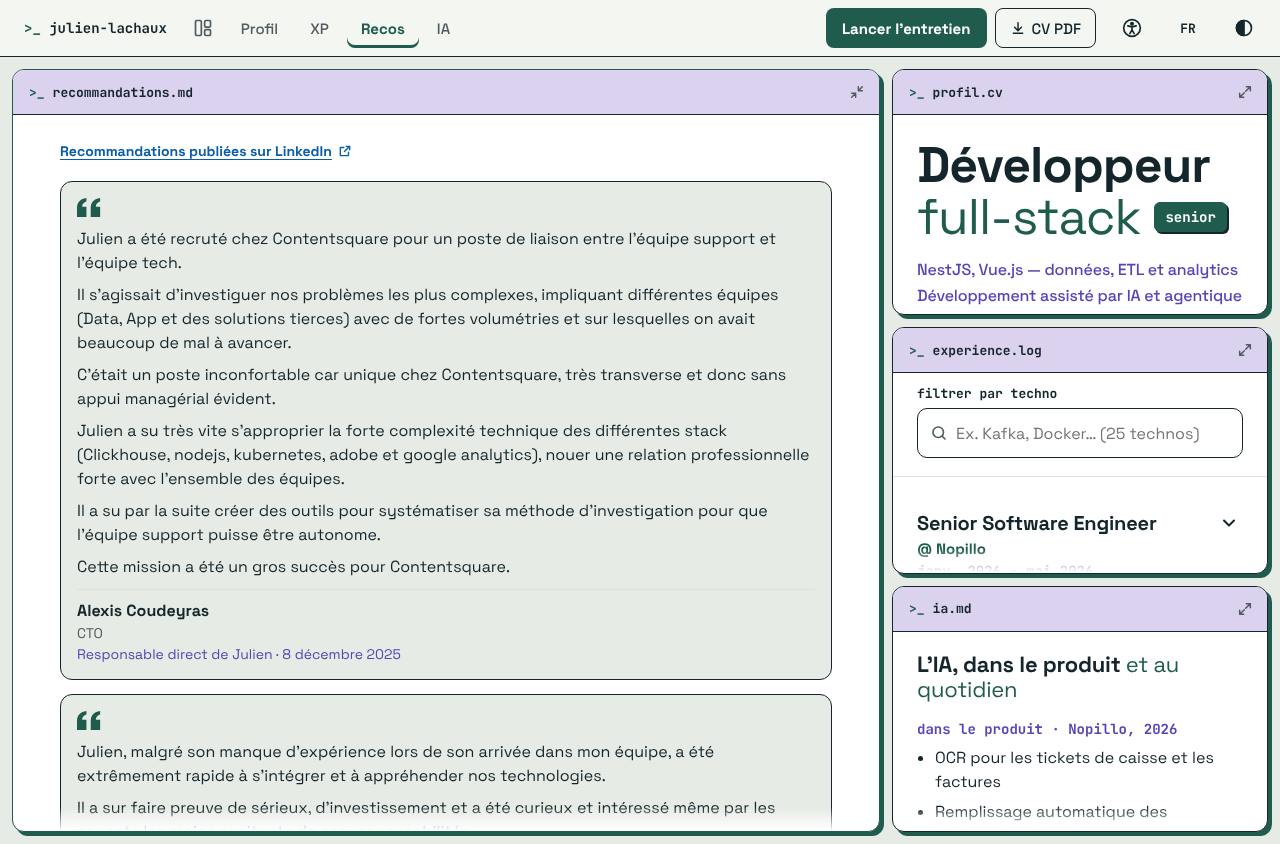 >_ julien-lachaux
Profil
XP
Recos
IA
Lancer l'entretien
CV PDF
FR
>_ recommandations.md
Recommandations publiées sur LinkedIn
Julien a été recruté chez Contentsquare pour un poste de liaison entre l'équipe support et
l'équipe tech.
Il s'agissait d'investiguer nos problèmes les plus complexes, impliquant différentes équipes
(Data, App et des solutions tierces) avec de fortes volumétries et sur lesquelles on avait
beaucoup de mal à avancer.
C'était un poste inconfortable car unique chez Contentsquare, très transverse et donc sans
appui managérial évident.
Julien a su très vite s'approprier la forte complexité technique des différentes stack
(Clickhouse, nodejs, kubernetes, adobe et google analytics), nouer une relation professionnelle
forte avec l'ensemble des équipes.
Il a su par la suite créer des outils pour systématiser sa méthode d'investigation pour que
l'équipe support puisse être autonome.
Cette mission a été un gros succès pour Contentsquare.
Alexis Coudeyras
CTO
Responsable direct de Julien · 8 décembre 2025
Julien, malgré son manque d'expérience lors de son arrivée dans mon équipe, a été
extrêmement rapide à s'intégrer et à appréhender nos technologies.
Il a sur faire preuve de sérieux, d'investissement et a été curieux et intéressé même par les
>_ profil.cv
Développeur
full-stack senior
NestJS, Vue.js — données, ETL et analytics
Développement assisté par IA et agentique
>_ experience.log
filtrer par techno
Ex. Kafka, Docker… (25 technos)
Senior Software Engineer
@ Nopillo
janv. 2026 - mai 2026
>_ ia.md
L'IA, dans le produit et au
quotidien
dans le produit · Nopillo, 2026
• OCR pour les tickets de caisse et les
factures
• Remplissage automatique des